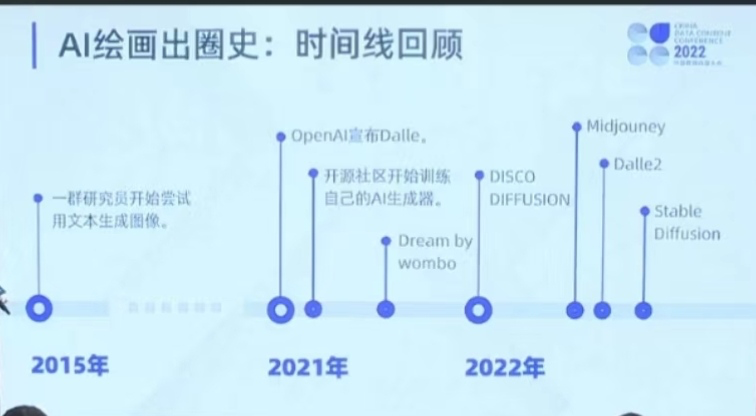 AI绘画出圈史：时间线回顾
CHINA
DATA CONTENT
CONFERENCE
2022
OpenAI宣布Dalle。
开源社区开始训练
自己的AI生成器。
一群研究员开始尝试
用文本生成图像。
Dream by
wombo
DISCO
DIFFUSION
Midjouney
Dalle2
Stable
Diffusion
2015年
2021年
2022年